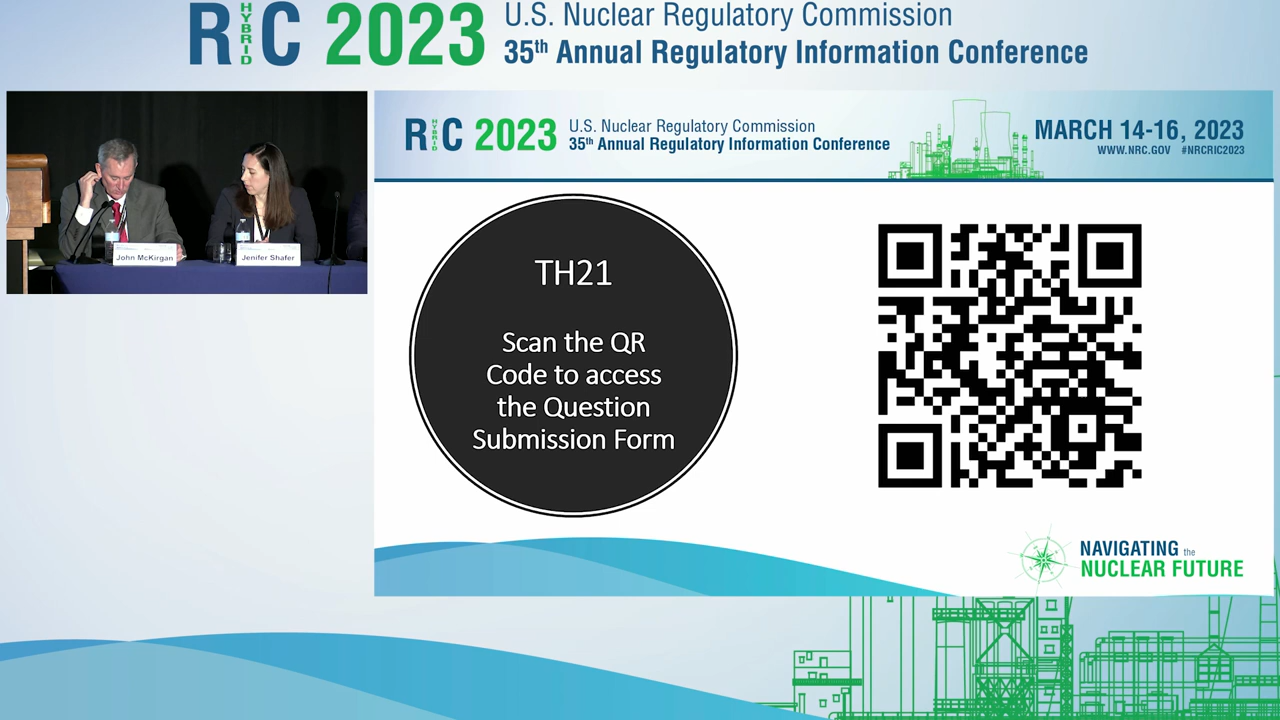 RIC HYBRID 2023
U.S. Nuclear Regulatory Commission
35th Annual Regulatory Information Conference
John McKirgan
Jenifer Shafer
RIC HYBRID 2023
U.S. Nuclear Regulatory Commission
35th Annual Regulatory Information Conference
MARCH 14-16, 2023
WWW.NRC.GOV #NRCRIC2023
TH21
Scan the QR
Code to access
the Question
Submission Form
NAVIGATING the
NUCLEAR FUTURE